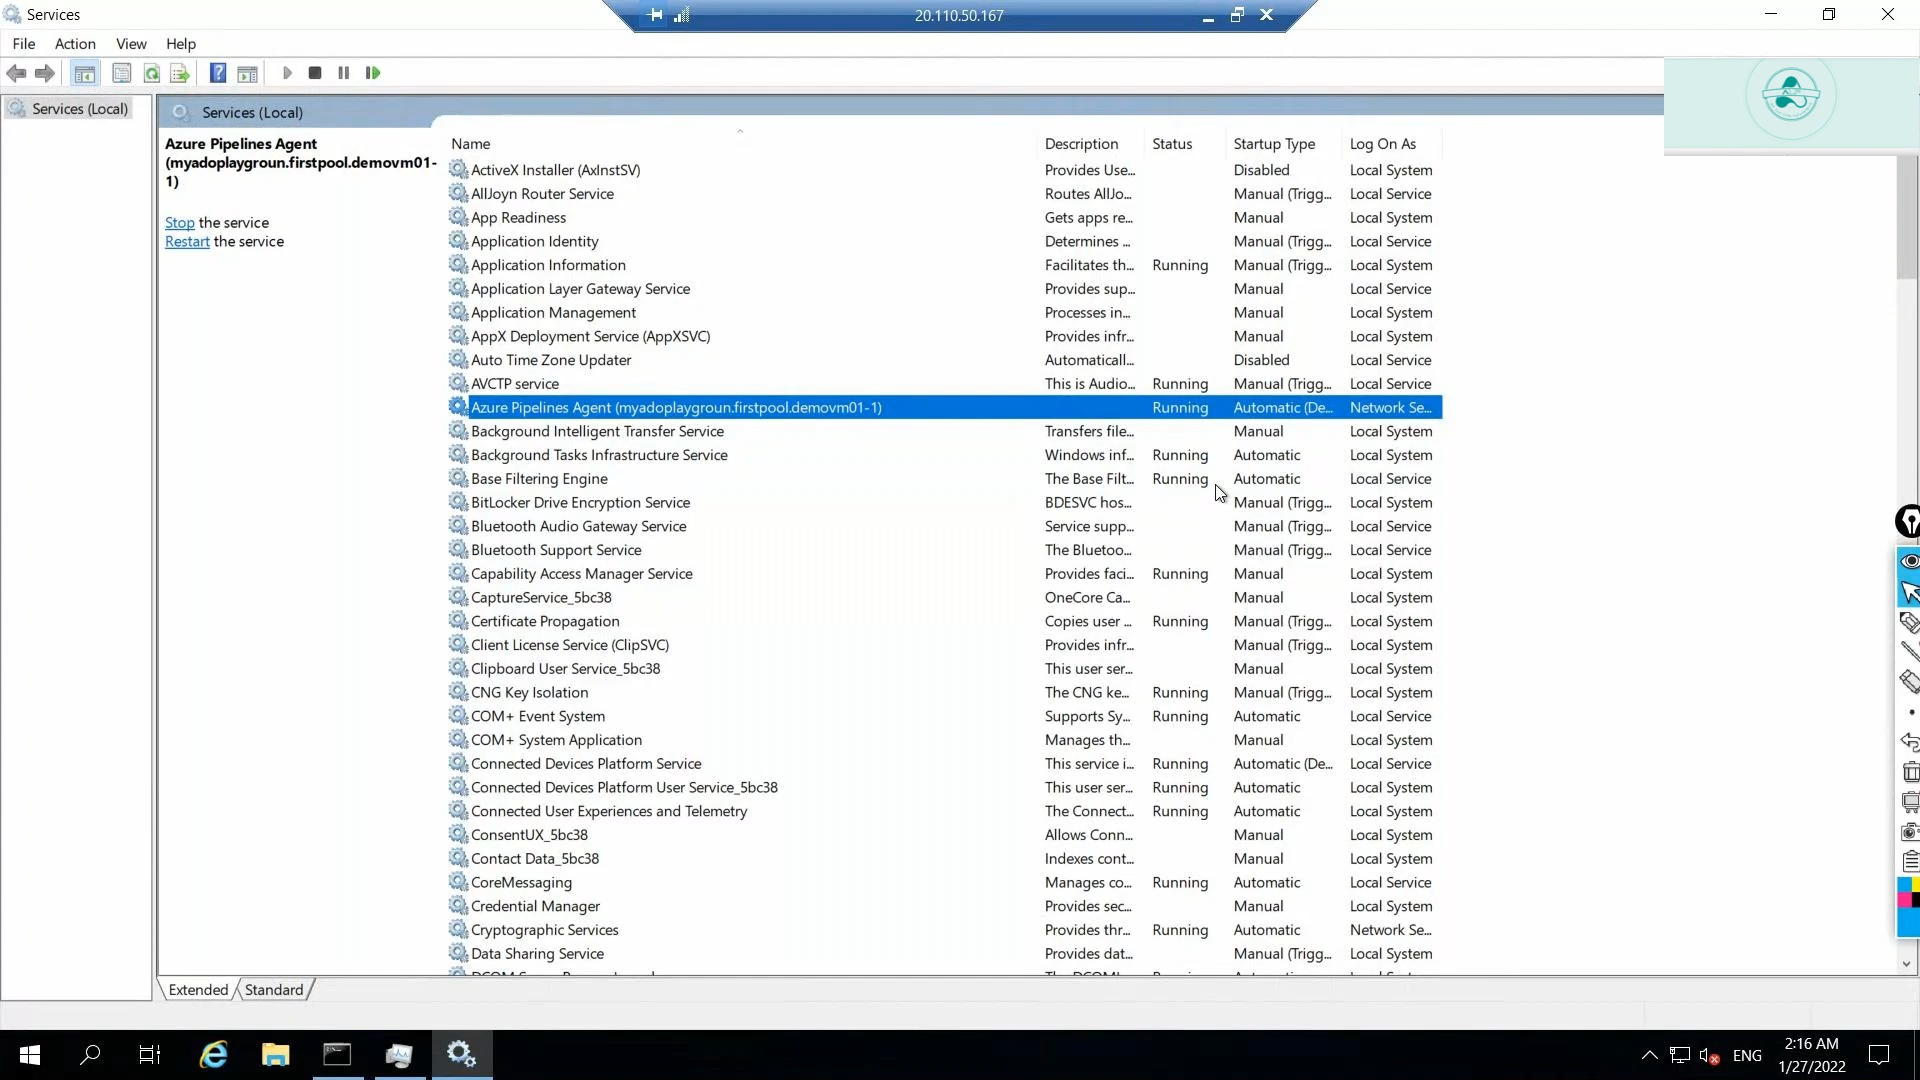 Services
20.110.50.167
File Action View Help
Services (Local)
Services (Local)
Azure Pipelines Agent
(myadoplaygroun.firstpool.demovm01-
1)
Stop the service
Restart the service
Name Description Status Startup Type Log On As
ActiveX Installer (AxInstSV) Provides Use... Disabled Local System
AllJoyn Router Service Routes AllJo... Manual (Trigg... Local Service
App Readiness Gets apps re... Manual Local System
Application Identity Determines ... Manual (Trigg... Local Service
Application Information Facilitates th... Running Manual (Trigg... Local System
Application Layer Gateway Service Provides sup... Manual Local Service
Application Management Processes in... Manual Local System
AppX Deployment Service (AppXSVC) Provides infr... Manual Local System
Auto Time Zone Updater Automaticall... Disabled Local Service
AVCTP service This is Audio... Running Manual (Trigg... Local Service
Azure Pipelines Agent (myadoplaygroun.firstpool.demovm01-1) Running Automatic (De... Network Se...
Background Intelligent Transfer Service Transfers file... Manual Local System
Background Tasks Infrastructure Service Windows inf... Running Automatic Local System
Base Filtering Engine The Base Filt... Running Automatic Local Service
BitLocker Drive Encryption Service BDESVC hos... Manual (Trigg... Local System
Bluetooth Audio Gateway Service Service supp... Manual (Trigg... Local Service
Bluetooth Support Service The Bluetoo... Manual (Trigg... Local Service
Capability Access Manager Service Provides faci... Running Manual Local System
CaptureService_5bc38 OneCore Ca... Manual Local System
Certificate Propagation Copies user ... Running Manual (Trigg... Local System
Client License Service (ClipSVC) Provides infr... Manual (Trigg... Local System
Clipboard User Service_5bc38 This user ser... Manual Local System
CNG Key Isolation The CNG ke... Running Manual (Trigg... Local System
COM+ Event System Supports Sy... Running Automatic Local Service
COM+ System Application Manages th... Manual Local System
Connected Devices Platform Service This service i... Running Automatic (De... Local Service
Connected Devices Platform User Service_5bc38 This user ser... Running Automatic Local System
Connected User Experiences and Telemetry The Connect... Running Automatic Local System
ConsentUX_5bc38 Allows Conn... Manual Local System
Contact Data_5bc38 Indexes cont... Manual Local System
CoreMessaging Manages co... Running Automatic Local Service
Credential Manager Provides sec... Manual Local System
Cryptographic Services Provides thr... Running Automatic Network Se...
Data Sharing Service Provides dat... Manual (Trigg... Local System
Extended Standard
ENG
2:16 AM
1/27/2022